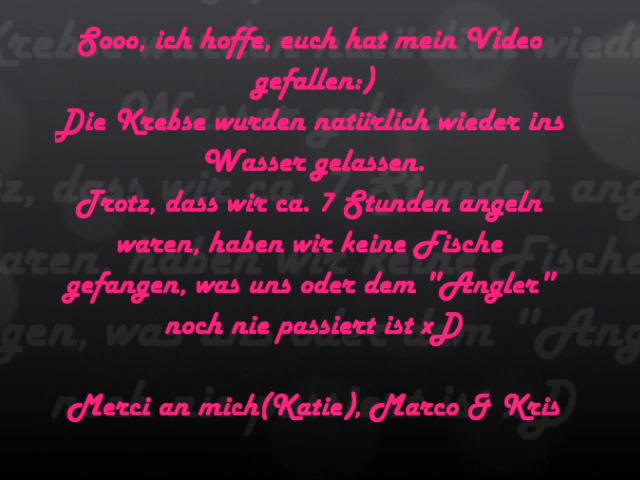 Sooo, ich hoffe, euch hat mein Video
gefallen:)
Die Krebse wurden natürlich wieder ins
Wasser gelassen.
Trotz, dass wir ca. 7 Stunden angeln
waren, haben wir keine Fische
gefangen, was uns oder dem "Angler"
noch nie passiert ist xD
Merci an mich(Katie), Marco & Kris